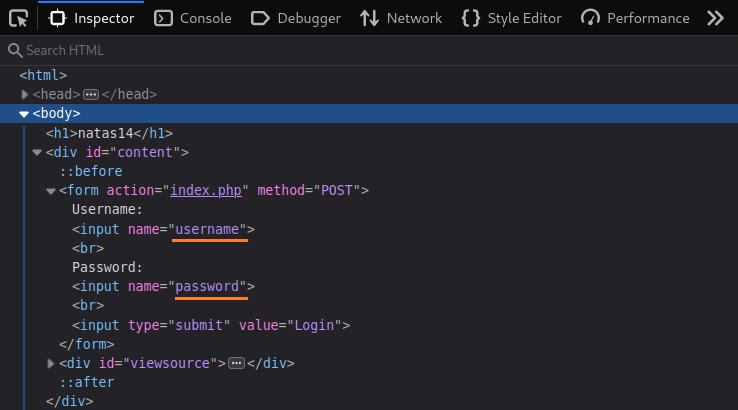 Inspector Console Debugger Network Style Editor Performance
Search HTML
<html>
<head> ••• </head>
<body>
<h1>natas14</h1>
<div id="content">
::before
<form action="index.php" method="POST">
Username:
<input name="username">
<br>
Password:
<input name="password">
<br>
<input type="submit" value="Login">
</form>
<div id="viewsource"> ••• </div>
::after
</div>